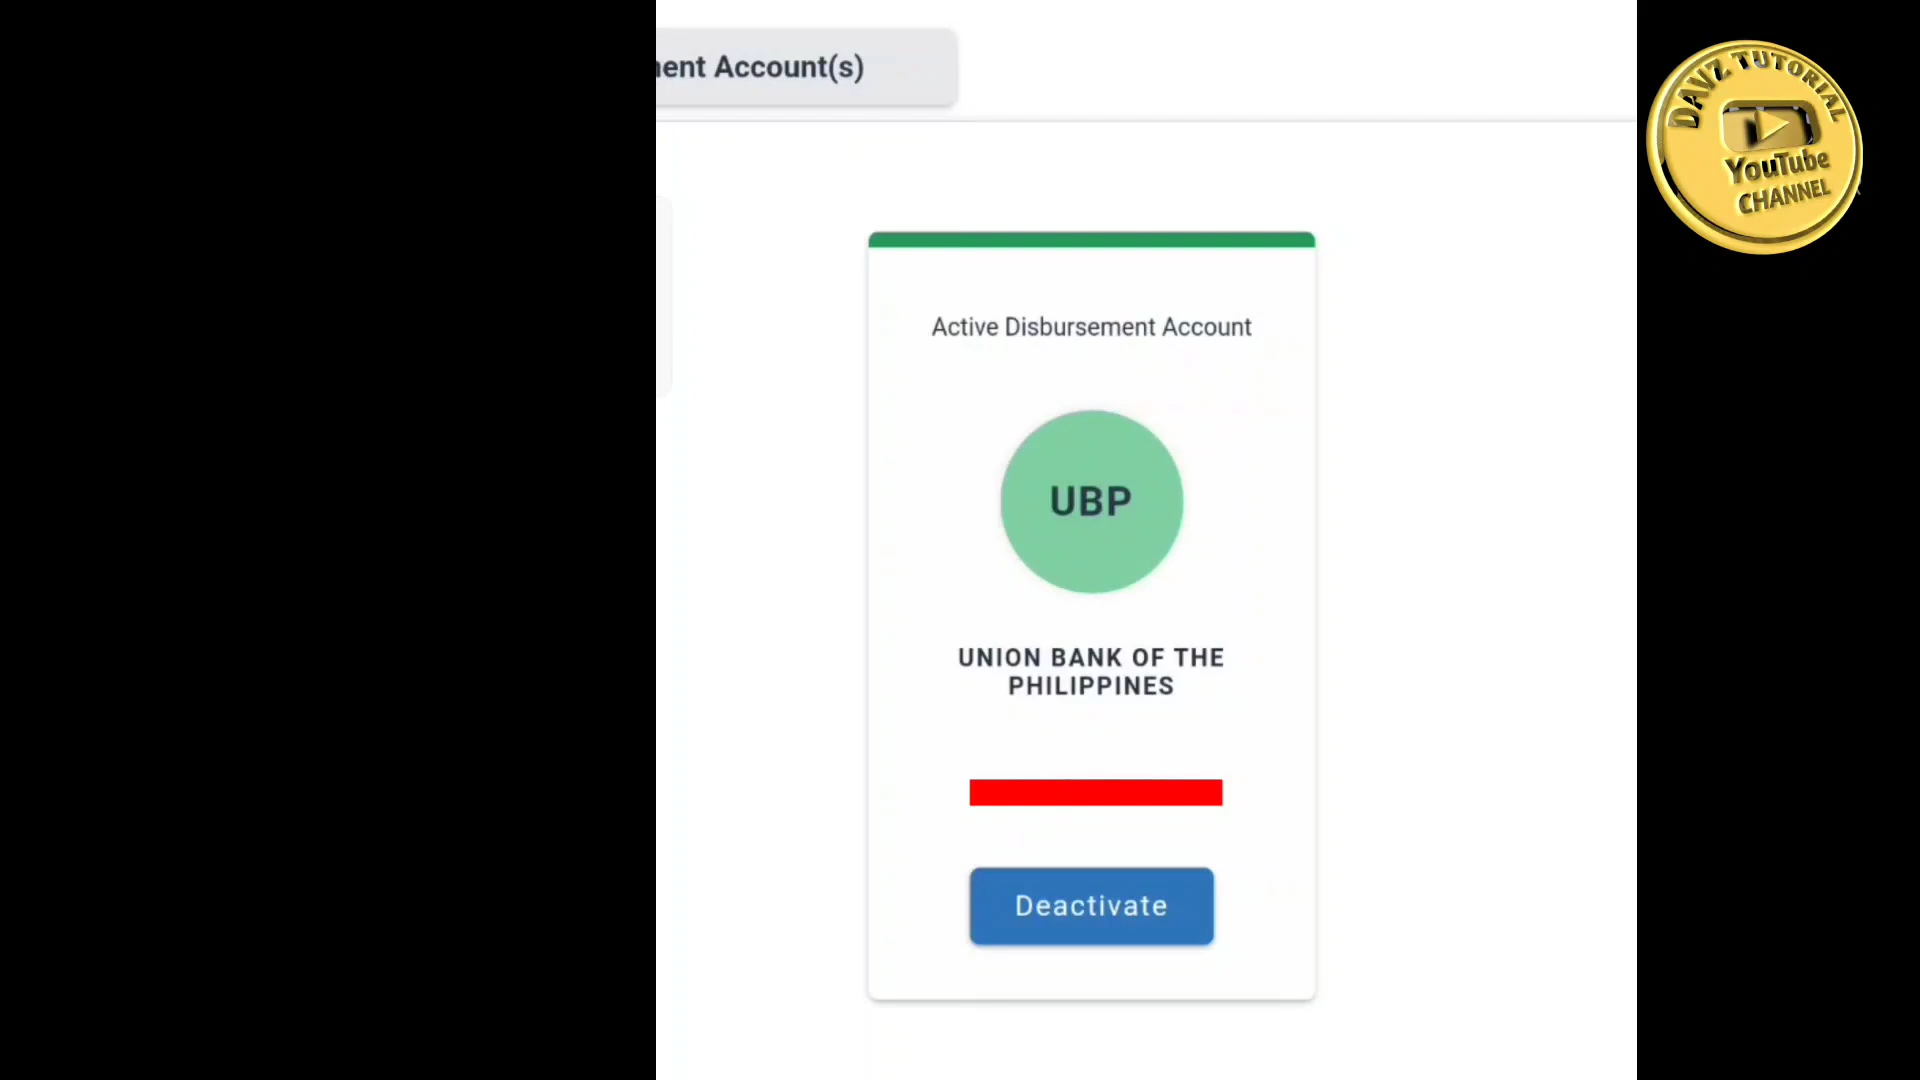 ent Account(s)
DAVZ TUTORIAL
YouTube
CHANNEL
Active Disbursement Account
UBP
UNION BANK OF THE
PHILIPPINES
Deactivate